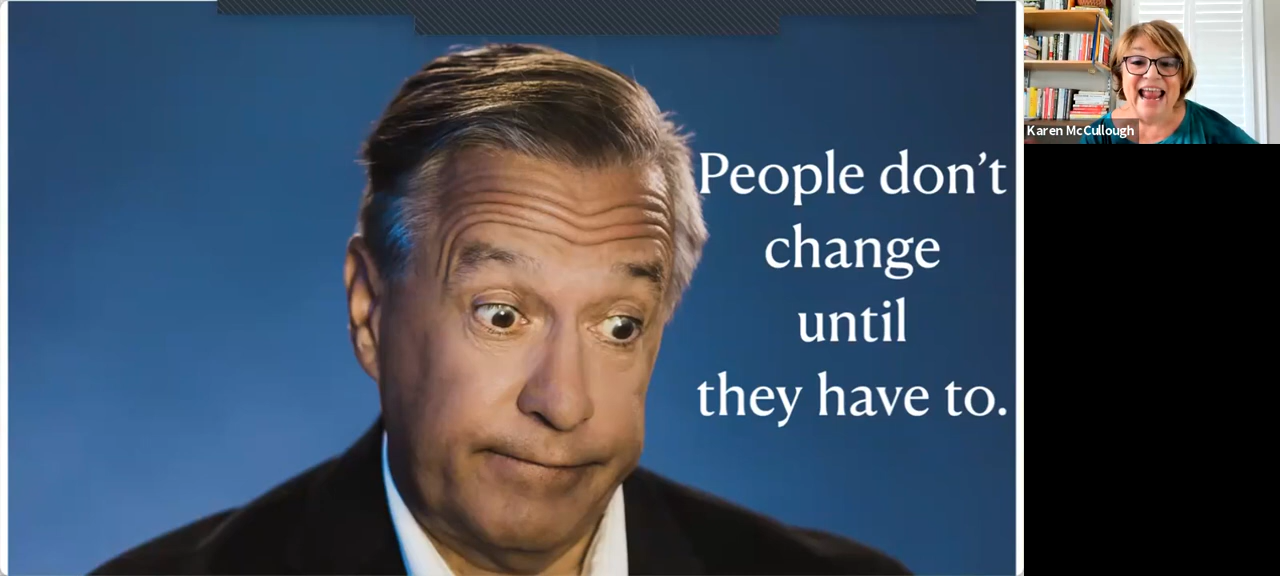 People don’t
change
until
they have to.
Karen McCullough